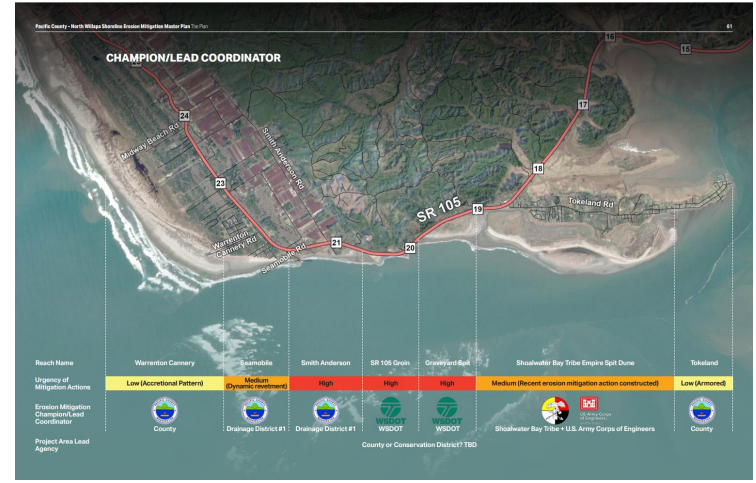 Pacific County - North Willapa Shoreline Erosion Mitigation Master Plan The Plan
61
CHAMPION/LEAD COORDINATOR
16
15
24
17
Midway Beach Rd
Smith Anderson Rd
23
18
SR 105
19
Tokeland Rd
Warrenton
Cannery Rd
21
20
Seamobile Rd
Reach Name
Warrenton Cannery
Seamobile
Smith Anderson
SR 105 Groin
Graveyard Spit
Shoalwater Bay Tribe Empire Spit Dune
Tokeland
Urgency of
Mitigation Actions
Low (Accretional Pattern)
Medium
(Dynamic revetment)
High
High
High
Medium (Recent erosion mitigation action constructed)
Low (Armored)
Erosion Mitigation
Champion/Lead
Coordinator
WSDOT
WSDOT
US Army Corps
of Engineers
County
Drainage District #1
Drainage District #1
WSDOT
WSDOT
Shoalwater Bay Tribe + U.S. Army Corps of Engineers
County
Project Area Lead
Agency
County or Conservation District? TBD